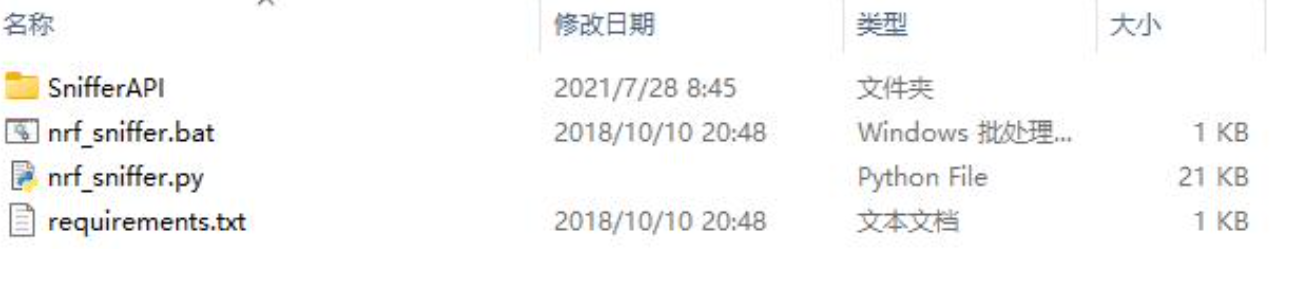 名称 修改日期 类型 大小
SnifferAPI 2021/7/28 8:45 文件夹
nrf_sniffer.bat 2018/10/10 20:48 Windows 批处理... 1 KB
nrf_sniffer.py Python File 21 KB
requirements.txt 2018/10/10 20:48 文本文档 1 KB